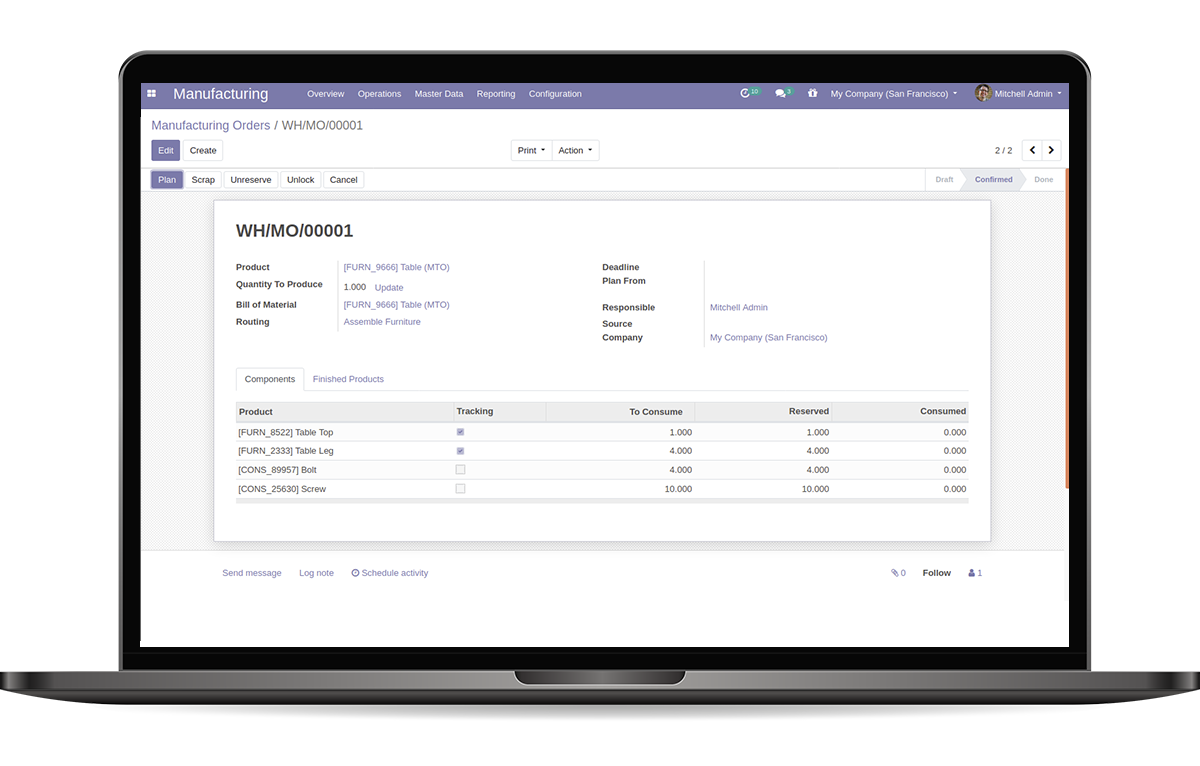 Manufacturing Overview Operations Master Data Reporting Configuration 10 3 My Company (San Francisco) Mitchell Admin
Manufacturing Orders / WH/MO/00001
Edit Create Print Action 2 / 2
Plan Scrap Unreserve Unlock Cancel Draft Confirmed Done
WH/MO/00001
Product [FURN_9666] Table (MTO)
Quantity To Produce 1.000 Update
Bill of Material [FURN_9666] Table (MTO)
Routing Assemble Furniture
Deadline
Plan From
Responsible Mitchell Admin
Source
Company My Company (San Francisco)
Components Finished Products
Product Tracking To Consume Reserved Consumed
[FURN_8522] Table Top 1.000 1.000 0.000
[FURN_2333] Table Leg 4.000 4.000 0.000
[CONS_89957] Bolt 4.000 4.000 0.000
[CONS_25630] Screw 10.000 10.000 0.000
Send message Log note Schedule activity 0 Follow 1